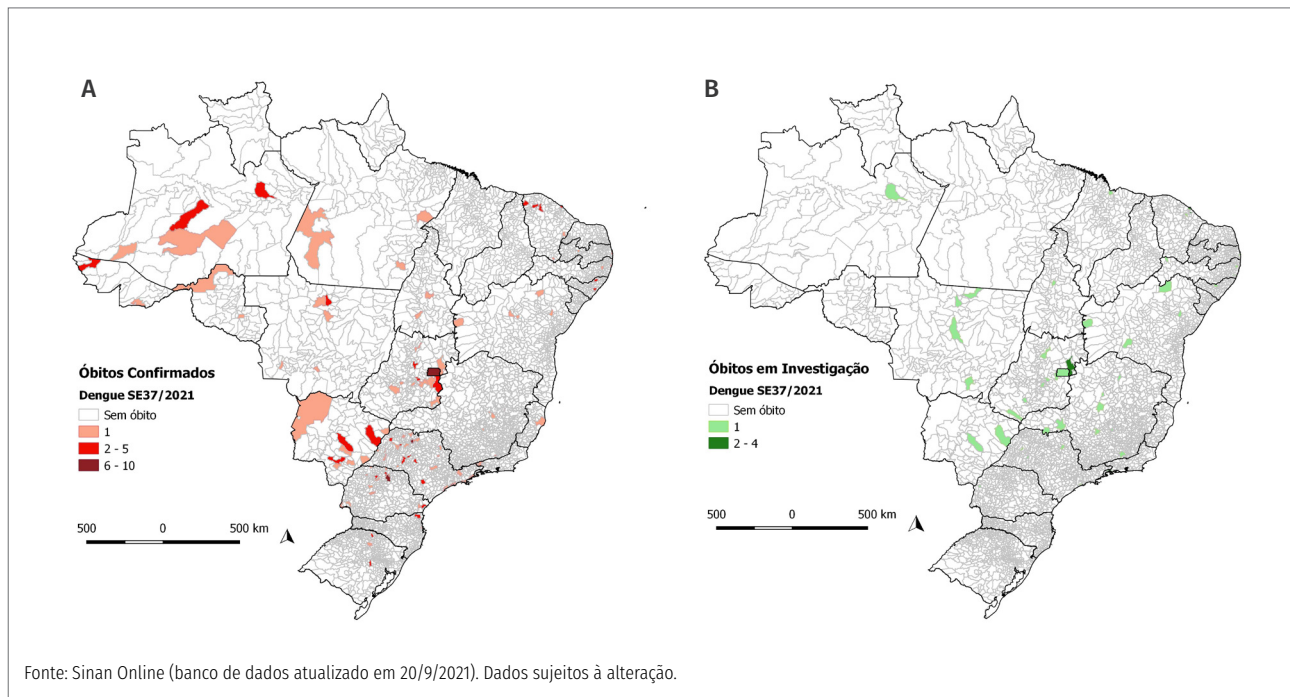 A
Óbitos Confirmados
Dengue SE37/2021
Sem óbito
1
2 - 5
6 - 10
500 0 500 km
B
Óbitos em Investigação
Dengue SE37/2021
Sem óbito
1
2 - 4
500 0 500 km
Fonte: Sinan Online (banco de dados atualizado em 20/9/2021). Dados sujeitos à alteração.